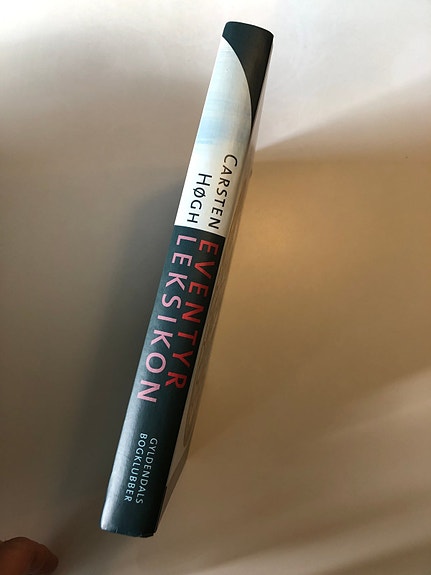 CARSTEN
HØGH
EVENTYR
LEKSIKON
GYLDENDALS
BOGKLUBBER